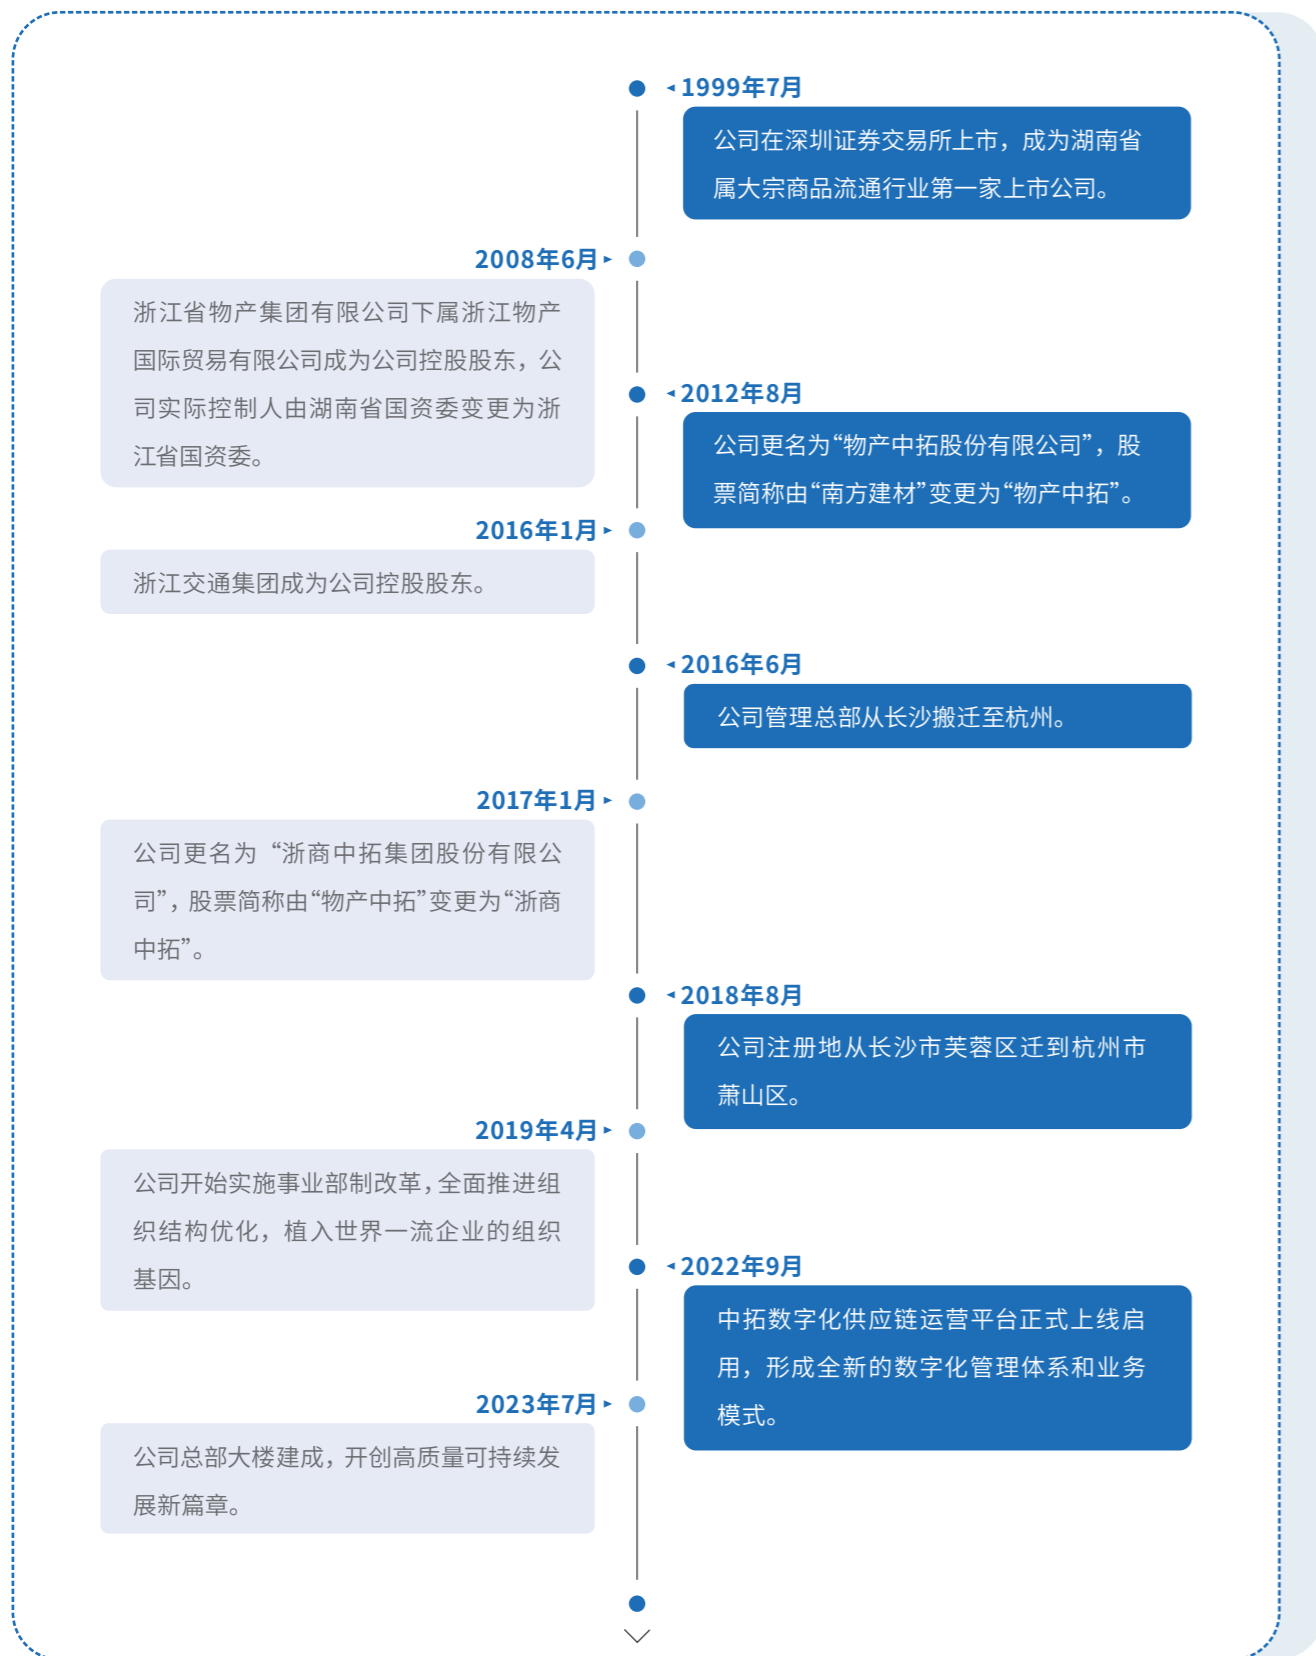 1999年7月
公司在深圳证券交易所上市，成为湖南省
属大宗商品流通行业第一家上市公司。
2008年6月
浙江省物产集团有限公司下属浙江物产
国际贸易有限公司成为公司控股股东，公
司实际控制人由湖南省国资委变更为浙
江省国资委。
2012年8月
公司更名为“物产中拓股份有限公司”，股
票简称由“南方建材”变更为“物产中拓”。
2016年1月
浙江交通集团成为公司控股股东。
2016年6月
公司管理总部从长沙搬迁至杭州。
2017年1月
公司更名为“浙商中拓集团股份有限公
司”，股票简称由“物产中拓”变更为“浙商
中拓”。
2018年8月
公司注册地从长沙市芙蓉区迁到杭州市
萧山区。
2019年4月
公司开始实施事业部制改革，全面推进组
织结构优化，植入世界一流企业的组织
基因。
2022年9月
中拓数字化供应链运营平台正式上线启
用，形成全新的数字化管理体系和业务
模式。
2023年7月
公司总部大楼建成，开创高质量可持续发
展新篇章。